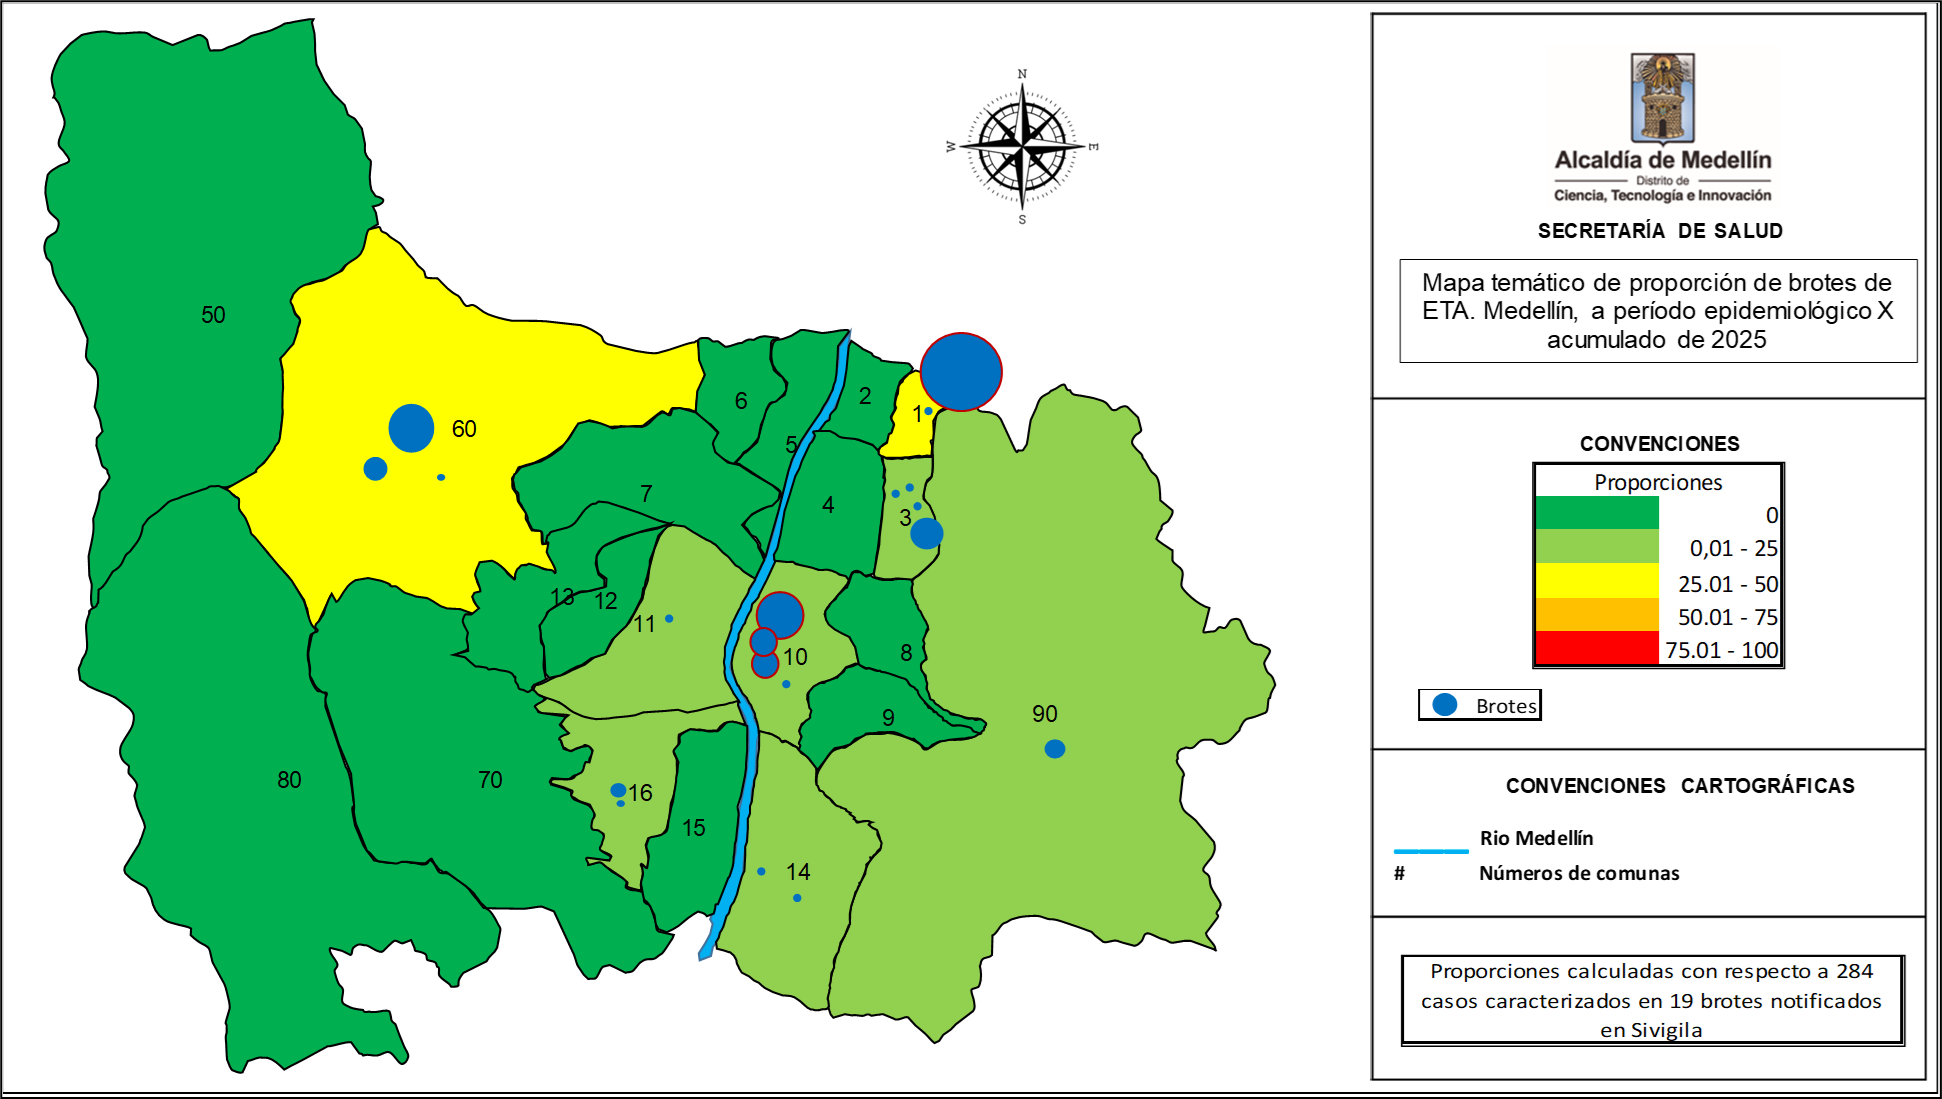 N
W
E
S
50
60
6
2
1
5
7
4
3
13
12
11
10
8
9
90
80
70
16
15
14
Alcaldía de Medellín
Distrito de
Ciencia, Tecnología e Innovación
SECRETARÍA DE SALUD
Mapa temático de proporción de brotes de
ETA. Medellín, a período epidemiológico X
acumulado de 2025
CONVENCIONES
Proporciones
0
0,01 - 25
25.01 - 50
50.01 - 75
75.01 - 100
Brotes
CONVENCIONES CARTOGRÁFICAS
Rio Medellín
# Números de comunas
Proporciones calculadas con respecto a 284
casos caracterizados en 19 brotes notificados
en Sivigila